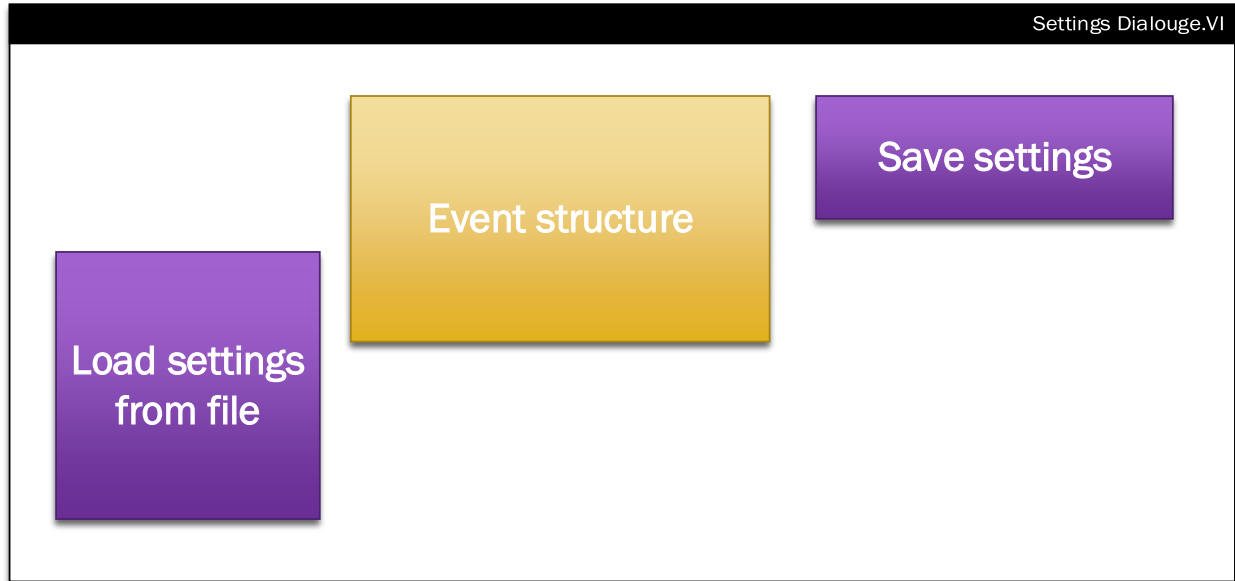 Settings Dialouge.VI
Event structure
Save settings
Load settings
from file